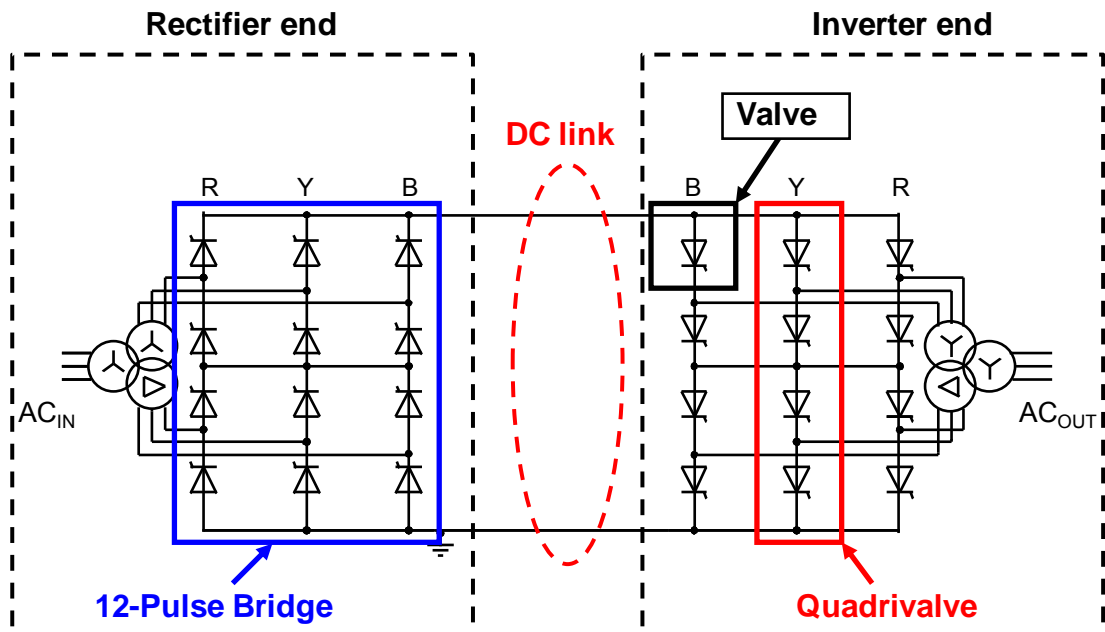 Rectifier end
Inverter end
Valve
DC link
R Y B
B Y R
AC_IN
AC_OUT
12-Pulse Bridge
Quadrivalve